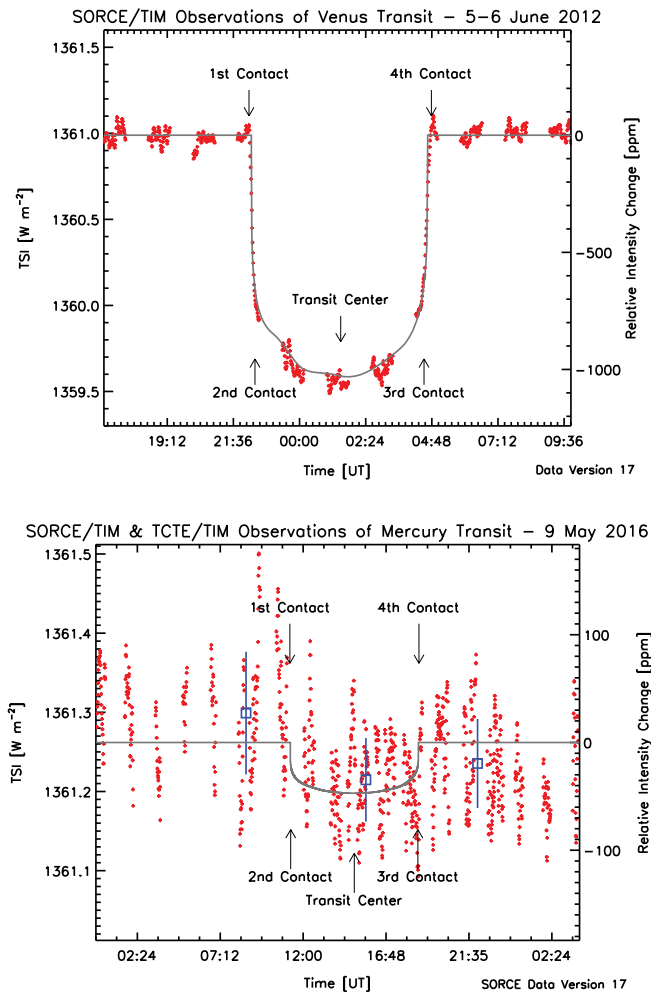 SORCE/TIM Observations of Venus Transit – 5–6 June 2012
1361.5
1st Contact
4th Contact
1361.0
0
1360.5
−500
1360.0
Transit Center
−1000
1359.5
2nd Contact
3rd Contact
TSI [W m⁻²]
Relative Intensity Change [ppm]
19:12 21:36 00:00 02:24 04:48 07:12 09:36
Time [UT]
Data Version 17
SORCE/TIM & TCTE/TIM Observations of Mercury Transit – 9 May 2016
1361.5
1361.4
1st Contact
4th Contact
100
1361.3
0
1361.2
−100
1361.1
2nd Contact
3rd Contact
Transit Center
TSI [W m⁻²]
Relative Intensity Change [ppm]
02:24 07:12 12:00 16:48 21:35 02:24
Time [UT]
SORCE Data Version 17